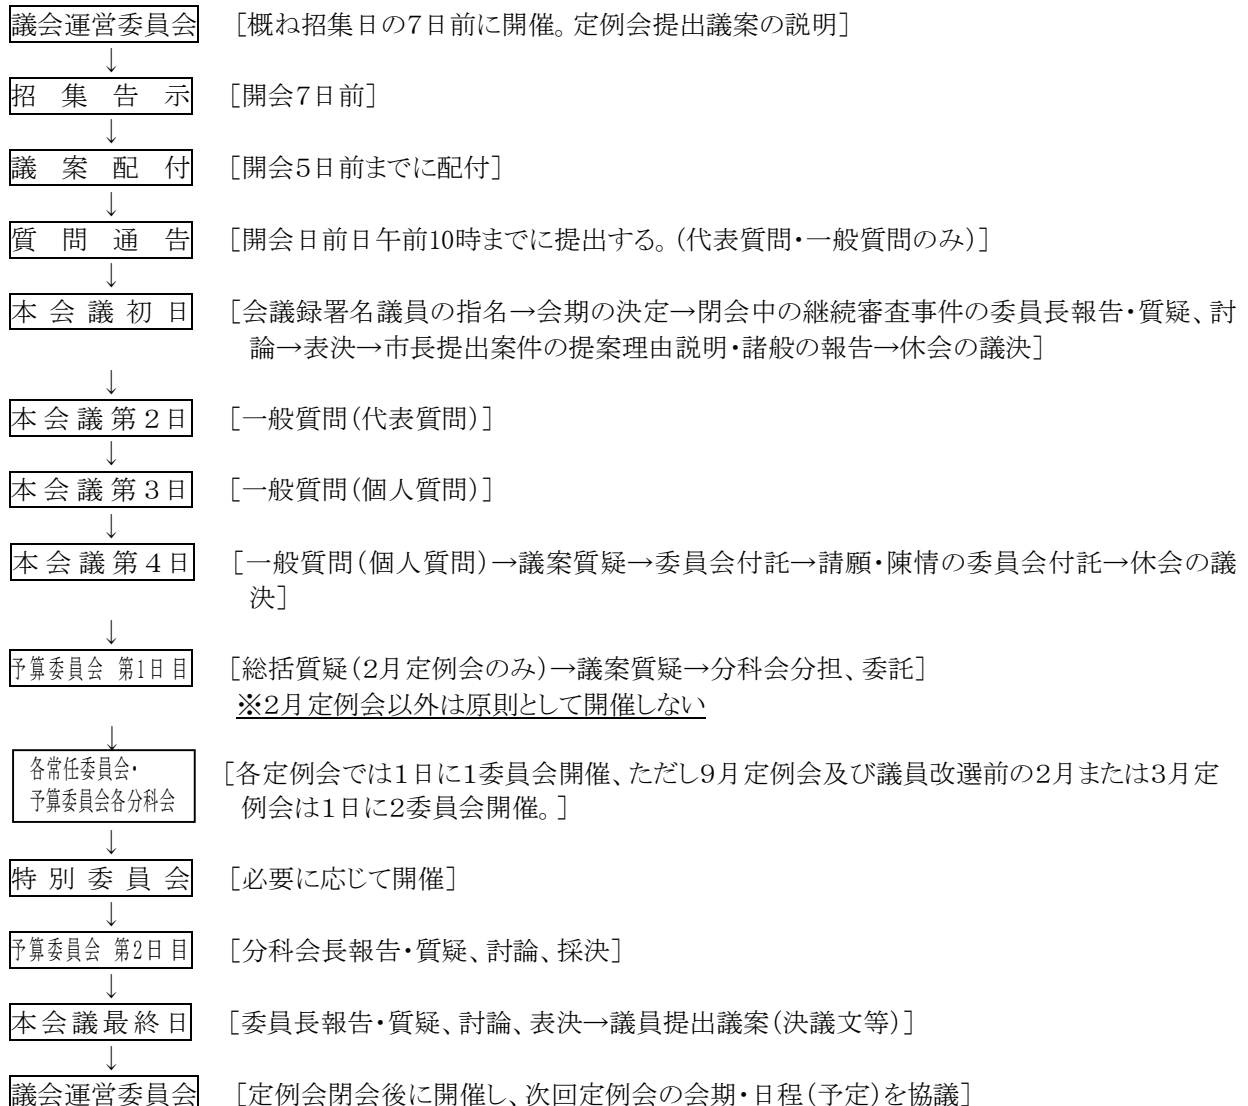 議会運営委員会 ［概ね招集日の７日前に開催。定例会提出議案の説明］
↓
招集告示 ［開会７日前］
↓
議案配付 ［開会５日前までに配付］
↓
質問通告 ［開会日前日午前10時までに提出する。（代表質問・一般質問のみ）］
↓
本会議初日 ［会議録署名議員の指名→会期の決定→閉会中の継続審査事件の委員長報告・質疑、討
論→表決→市長提出案件の提案理由説明・諸般の報告→休会の議決］
↓
本会議第２日 ［一般質問（代表質問）］
↓
本会議第３日 ［一般質問（個人質問）］
↓
本会議第４日 ［一般質問（個人質問）→議案質疑→委員会付託→請願・陳情の委員会付託→休会の議
決］
↓
予算委員会 第1日目 ［総括質疑（２月定例会のみ）→議案質疑→分科会分担、委託］
※２月定例会以外は原則として開催しない
↓
各常任委員会・
予算委員会各分科会
［各定例会では１日に１委員会開催、ただし９月定例会及び議員改選前の２月または３月定
例会は１日に２委員会開催。］
↓
特別委員会 ［必要に応じて開催］
↓
予算委員会 第2日目 ［分科会長報告・質疑、討論、採決］
↓
本会議最終日 ［委員長報告・質疑、討論、表決→議員提出議案（決議文等）］
↓
議会運営委員会 ［定例会閉会後に開催し、次回定例会の会期・日程（予定）を協議］